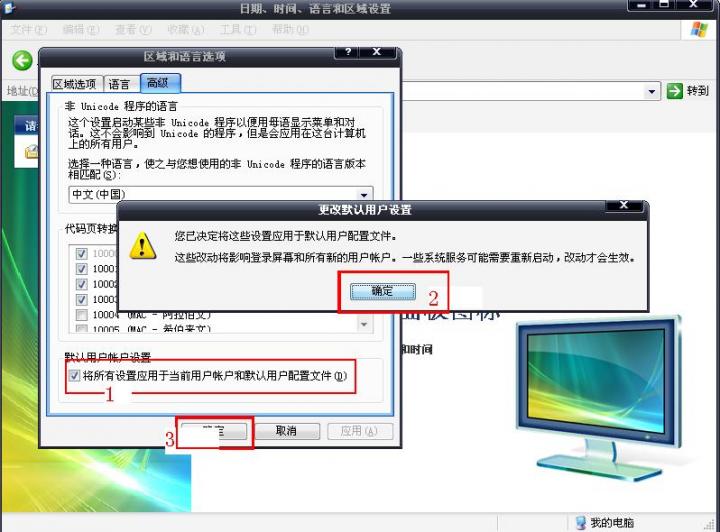 日期、时间、语言和区域设置
文件(F) 编辑(E) 查看(V) 收藏(A) 工具(T) 帮助(H)
区域和语言选项
地址(D)
转到
区域选项 语言 高级
请
非 Unicode 程序的语言
这个设置启动某些非 Unicode 程序以便用母语显示菜单和对
话。这不会影响到 Unicode 的程序,但是会应用在这台计算机
上的所有用户。
选择一种语言,使之与您想使用的非 Unicode 程序的语言版本
相匹配(S):
中文(中国)
更改默认用户设置
您已决定将这些设置应用于默认用户配置文件。
这些改动将影响登录屏幕和所有新的用户帐户。一些系统服务可能需要重新启动,改动才会生效。
确定
2
代码页转换
10001
10002
10003
10004 (MAC - 阿拉伯文)
10005 (MAC - 希伯来文)
面板图标
和时间
默认用户帐户设置
将所有设置应用于当前用户帐户和默认用户配置文件(D)
1
3
定
取消
应用(A)
我的电脑